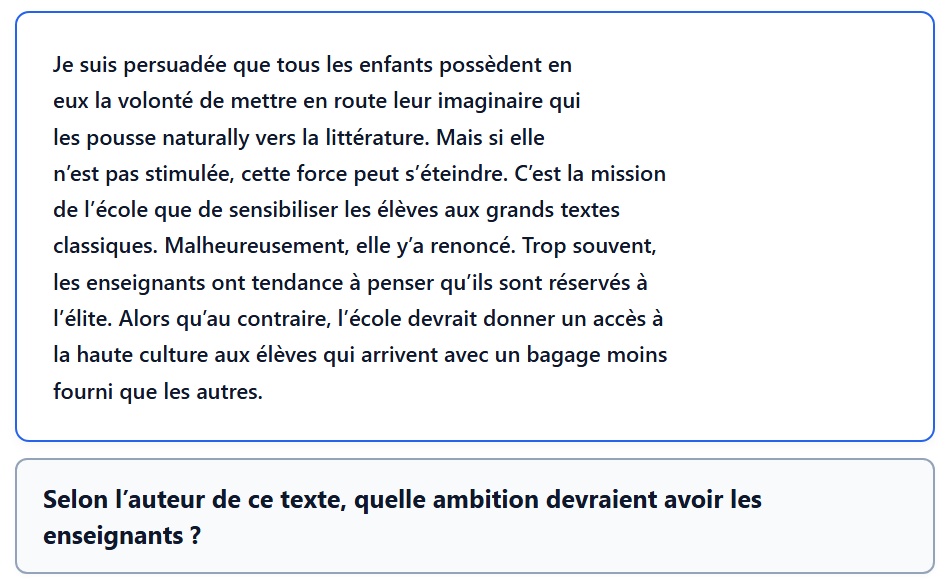 Je suis persuadée que tous les enfants possèdent en
eux la volonté de mettre en route leur imaginaire qui
les pousse naturally vers la littérature. Mais si elle
n’est pas stimulée, cette force peut s’éteindre. C’est la mission
de l’école que de sensibiliser les élèves aux grands textes
classiques. Malheureusement, elle y’a renoncé. Trop souvent,
les enseignants ont tendance à penser qu’ils sont réservés à
l’élite. Alors qu’au contraire, l’école devrait donner un accès à
la haute culture aux élèves qui arrivent avec un bagage moins
fourni que les autres.
Selon l’auteur de ce texte, quelle ambition devraient avoir les
enseignants ?